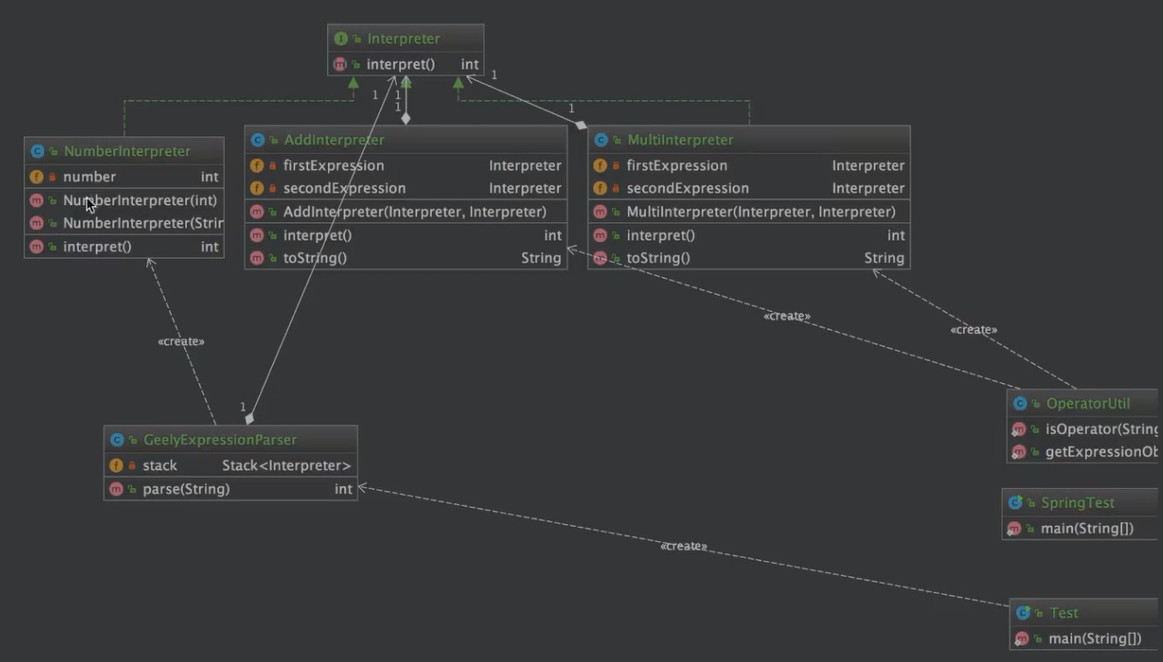 Interpreter
interpret() int
1
1
1
1
1
NumberInterpreter
number int
NumberInterpreter(int)
NumberInterpreter(Strin
interpret() int
AddInterpreter
firstExpression Interpreter
secondExpression Interpreter
AddInterpreter(Interpreter, Interpreter)
interpret() int
toString() String
MultiInterpreter
firstExpression Interpreter
secondExpression Interpreter
MultiInterpreter(Interpreter, Interpreter)
interpret() int
toString() String
«create»
«create»
«create»
1
GeelyExpressionParser
stack Stack<Interpreter>
parse(String) int
OperatorUtil
isOperator(String
getExpressionOb
SpringTest
main(String[])
«create»
Test
main(String[])